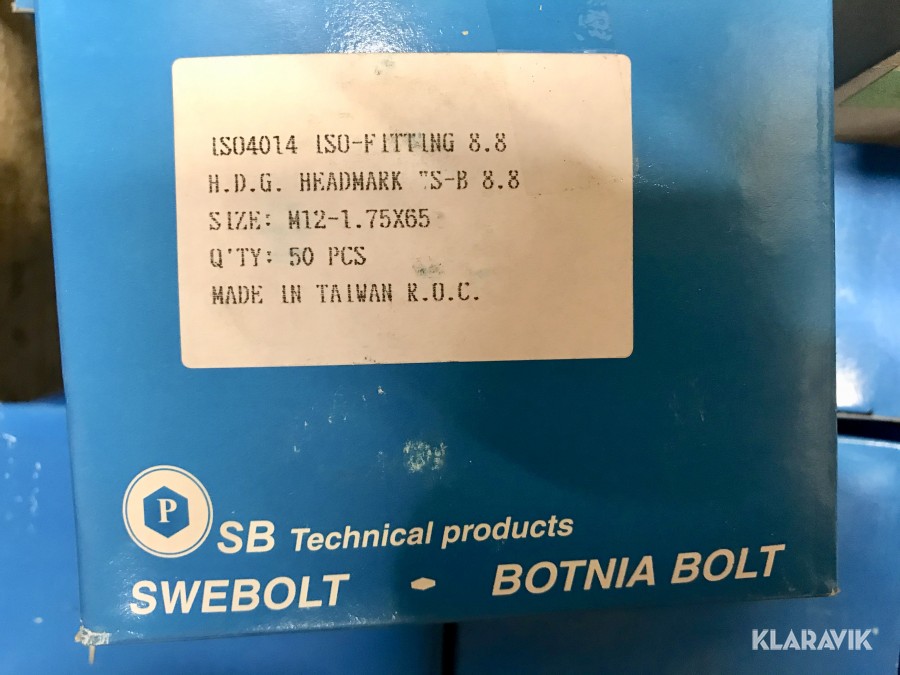 ISO4014 ISO-FITTING 8.8
H.D.G. HEADMARK "S-B 8.8
SIZE: M12-1.75X65
Q'TY: 50 PCS
MADE IN TAIWAN R.O.C.
P
SB Technical products
SWEBOLT - BOTNIA BOLT
KLARAVIK®